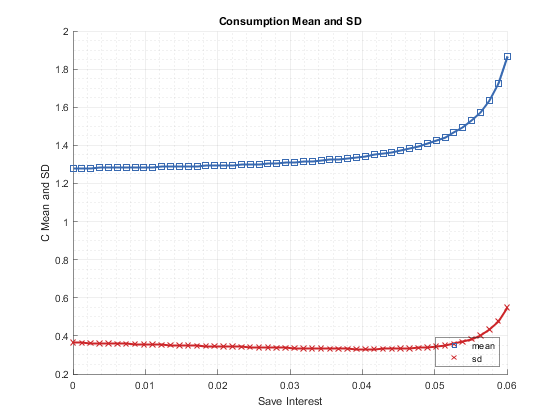 Consumption Mean and SD
2
1.8
1.6
1.4
1.2
1
0.8
0.6
0.4
0.2
C Mean and SD
mean
sd
0 0.01 0.02 0.03 0.04 0.05 0.06
Save Interest